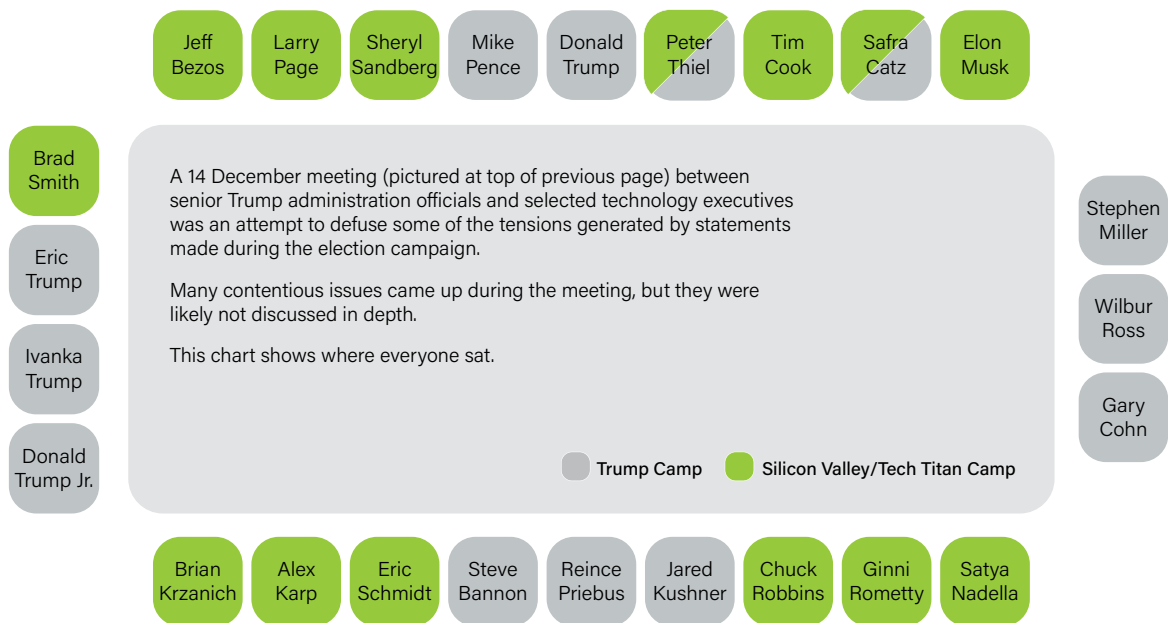 Jeff
Bezos
Larry
Page
Sheryl
Sandberg
Mike
Pence
Donald
Trump
Peter
Thiel
Tim
Cook
Safra
Catz
Elon
Musk
Brad
Smith
Eric
Trump
Ivanka
Trump
Donald
Trump Jr.
A 14 December meeting (pictured at top of previous page) between
senior Trump administration officials and selected technology executives
was an attempt to defuse some of the tensions generated by statements
made during the election campaign.
Many contentious issues came up during the meeting, but they were
likely not discussed in depth.
This chart shows where everyone sat.
Trump Camp
Silicon Valley/Tech Titan Camp
Stephen
Miller
Wilbur
Ross
Gary
Cohn
Brian
Krzanich
Alex
Karp
Eric
Schmidt
Steve
Bannon
Reince
Priebus
Jared
Kushner
Chuck
Robbins
Ginni
Rometty
Satya
Nadella